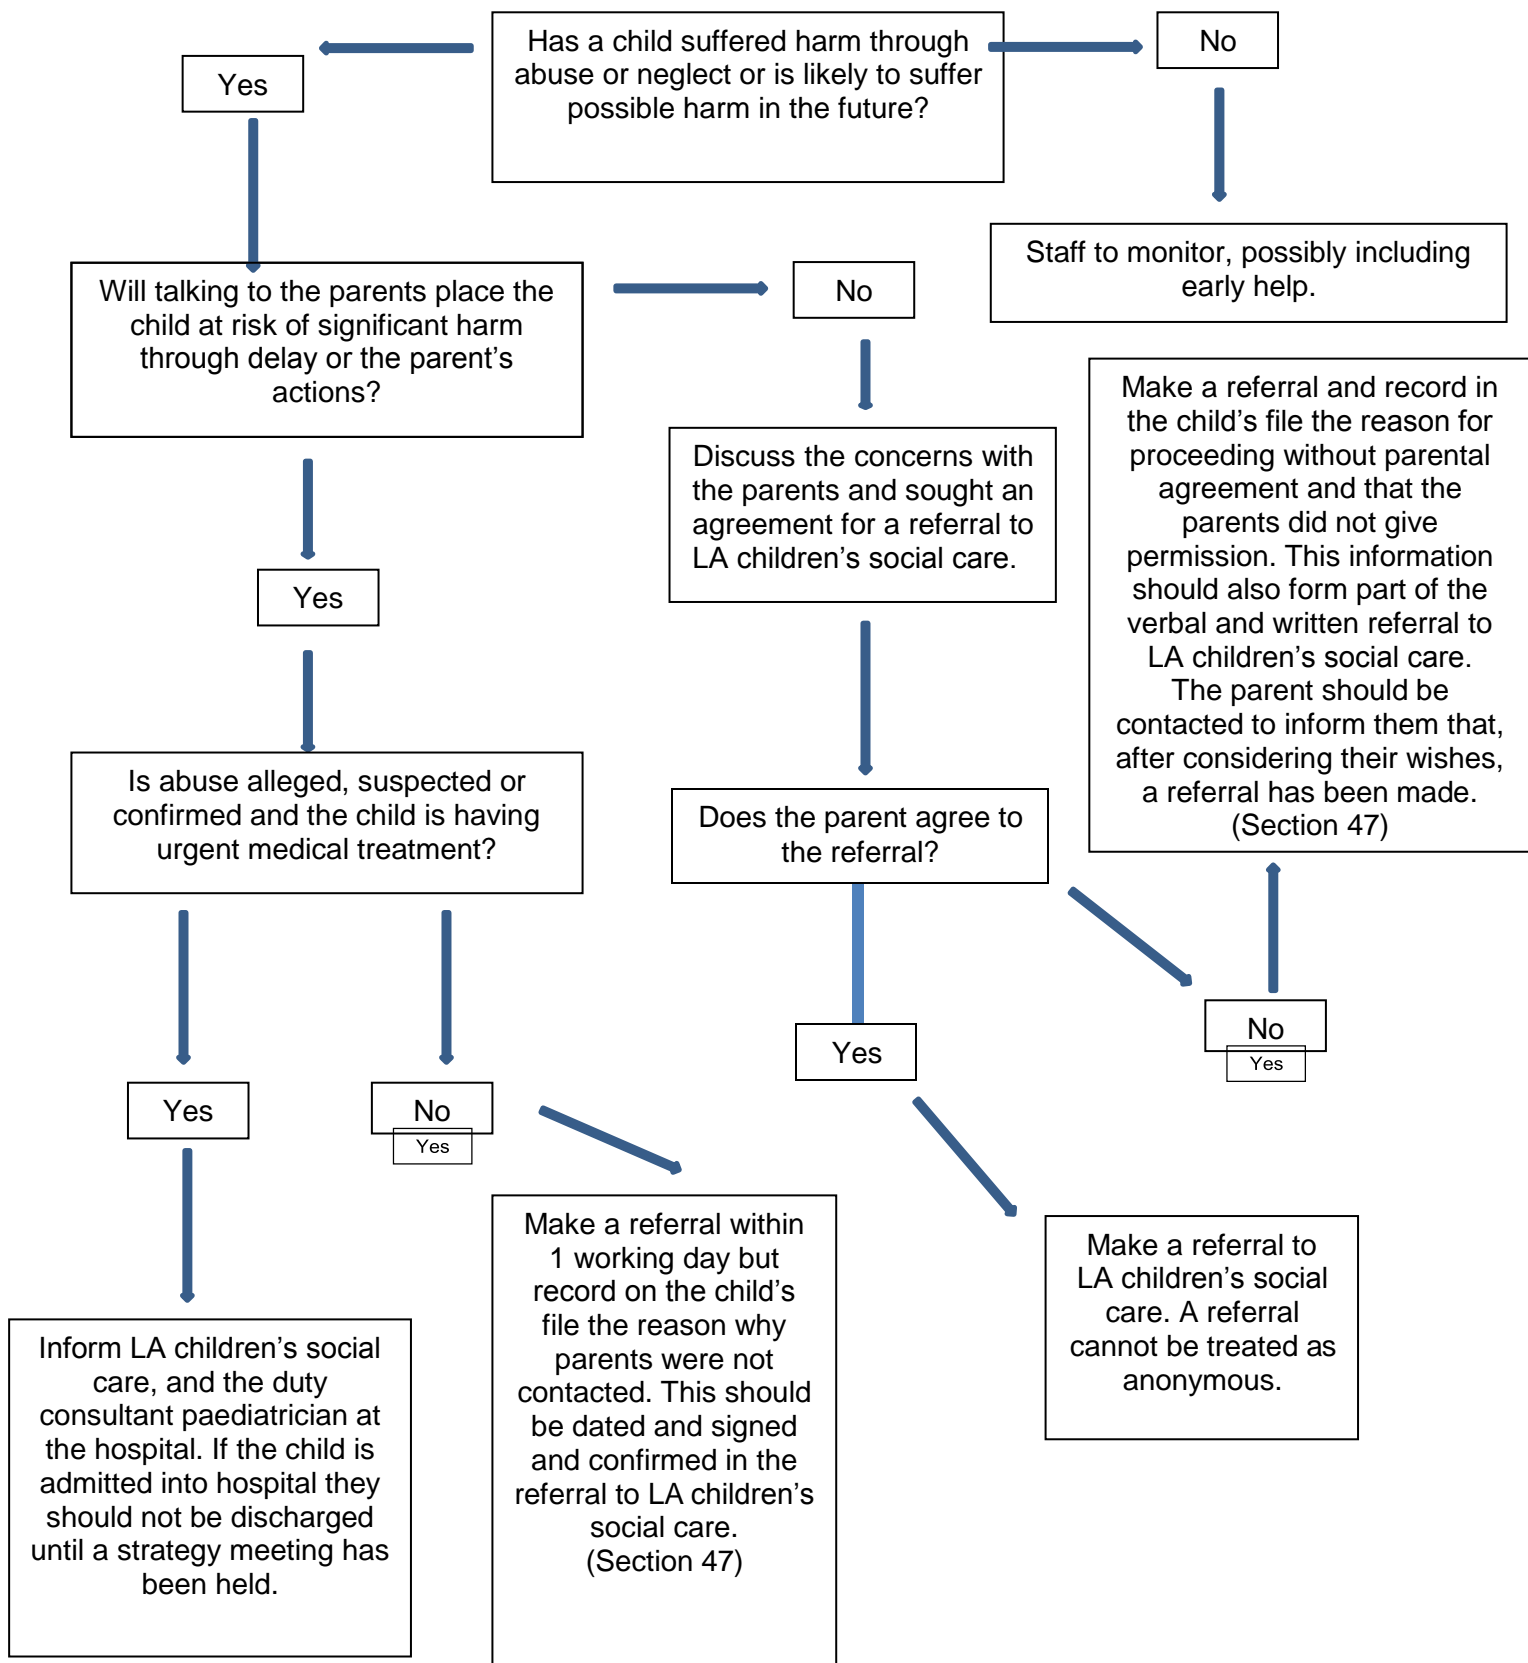 Has a child suffered harm through
abuse or neglect or is likely to suffer
possible harm in the future?
No
Yes
Staff to monitor, possibly including
early help.
Will talking to the parents place the
child at risk of significant harm
through delay or the parent’s
actions?
No
Make a referral and record in
the child’s file the reason for
proceeding without parental
agreement and that the
parents did not give
permission. This information
should also form part of the
verbal and written referral to
LA children’s social care.
The parent should be
contacted to inform them that,
after considering their wishes,
a referral has been made.
(Section 47)
Discuss the concerns with
the parents and sought an
agreement for a referral to
LA children’s social care.
Yes
Is abuse alleged, suspected or
confirmed and the child is having
urgent medical treatment?
Does the parent agree to
the referral?
No
Yes
Yes
Yes
No
Yes
Make a referral within
1 working day but
record on the child’s
file the reason why
parents were not
contacted. This should
be dated and signed
and confirmed in the
referral to LA children’s
social care.
(Section 47)
Make a referral to
LA children’s social
care. A referral
cannot be treated as
anonymous.
Inform LA children’s social
care, and the duty
consultant paediatrician at
the hospital. If the child is
admitted into hospital they
should not be discharged
until a strategy meeting has
been held.